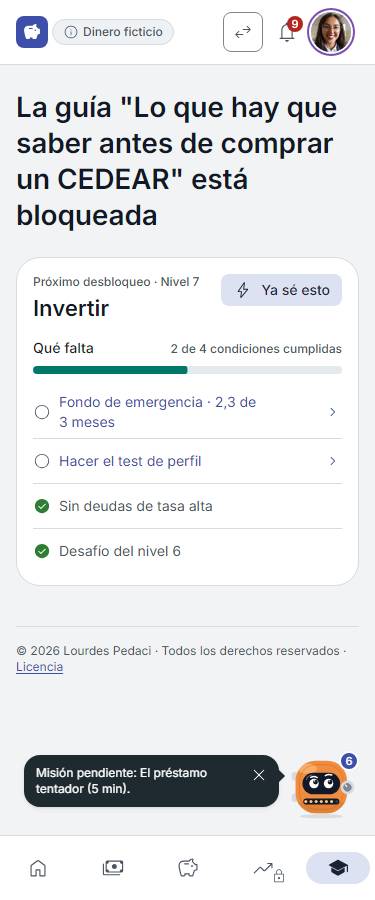 Dinero ficticio
9
La guía "Lo que hay que
saber antes de comprar
un CEDEAR" está
bloqueada
Próximo desbloqueo · Nivel 7
Invertir
Ya sé esto
Qué falta
2 de 4 condiciones cumplidas
Fondo de emergencia · 2,3 de
3 meses
Hacer el test de perfil
Sin deudas de tasa alta
Desafío del nivel 6
© 2026 Lourdes Pedaci · Todos los derechos reservados ·
Licencia
Misión pendiente: El préstamo
tentador (5 min).
6